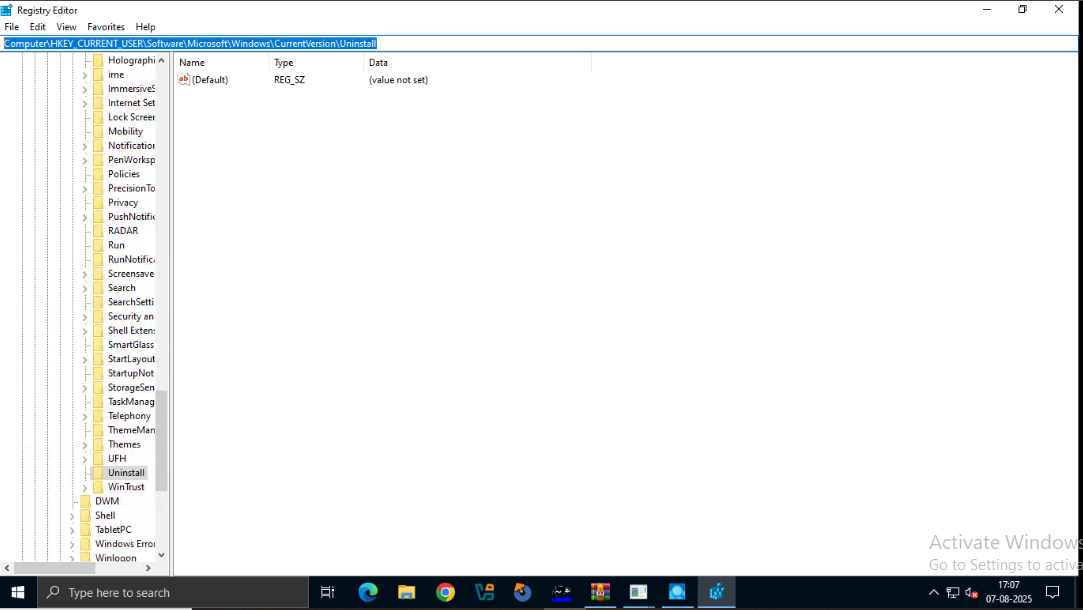 Registry Editor
File Edit View Favorites Help
Computer\HKEY_CURRENT_USER\Software\Microsoft\Windows\CurrentVersion\Uninstall
Name Type Data
ab (Default) REG_SZ (value not set)
Holographi
ime
ImmersiveS
Internet Set
Lock Screen
Mobility
Notification
PenWorksp
Policies
PrecisionTo
Privacy
PushNotific
RADAR
Run
RunNotifica
Screensave
Search
SearchSetti
Security an
Shell Extens
SmartGlass
StartLayout
StartupNot
StorageSen
TaskManag
Telephony
ThemeMan
Themes
UFH
Uninstall
WinTrust
DWM
Shell
TabletPC
Windows Erro
Winlogon
Activate Windows
Go to Settings to activa
Type here to search
17:07
07-08-2025